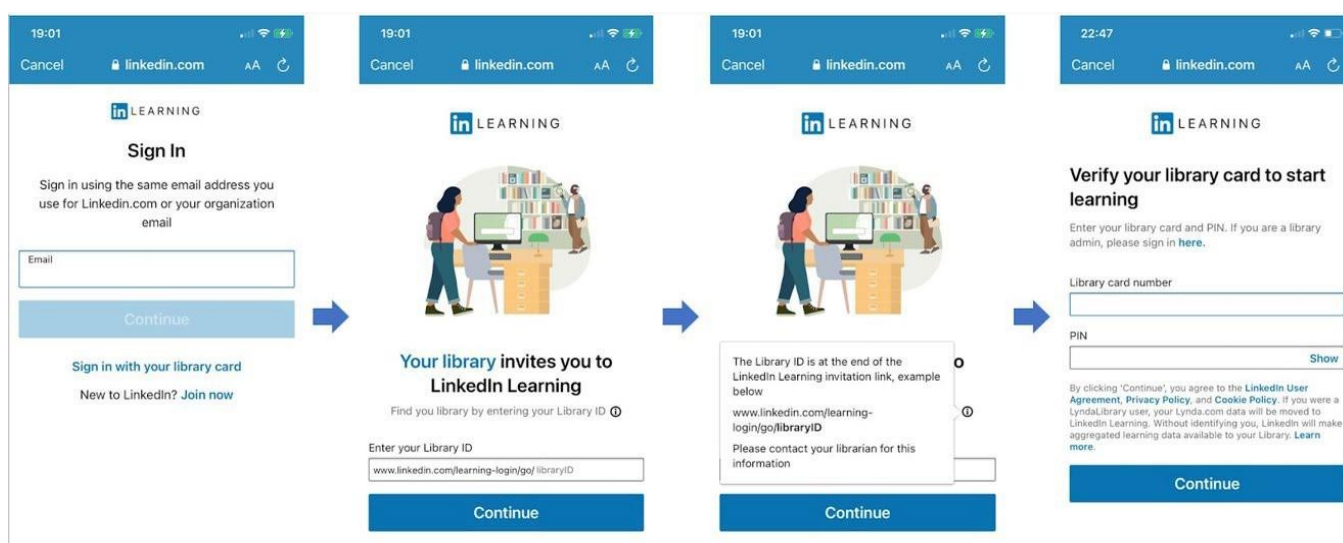 19:01
Cancel
linkedin.com
AA
in LEARNING
Sign In
Sign in using the same email address you
use for Linkedin.com or your organization
email
Email
Continue
Sign in with your library card
New to LinkedIn? Join now
19:01
Cancel
linkedin.com
AA
in LEARNING
Your library invites you to
LinkedIn Learning
Find you library by entering your Library ID
Enter your Library ID
www.linkedin.com/learning-login/go/ libraryID
Continue
19:01
Cancel
linkedin.com
AA
in LEARNING
o
The Library ID is at the end of the
LinkedIn Learning invitation link, example
below
www.linkedin.com/learning-
login/go/libraryID
Please contact your librarian for this
information
Continue
22:47
Cancel
linkedin.com
AA
in LEARNING
Verify your library card to start
learning
Enter your library card and PIN. If you are a library
admin, please sign in here.
Library card number
PIN
Show
By clicking 'Continue', you agree to the LinkedIn User
Agreement, Privacy Policy, and Cookie Policy. If you were a
LyndaLibrary user, your Lynda.com data will be moved to
LinkedIn Learning. Without identifying you, LinkedIn will make
aggregated learning data available to your Library. Learn
more.
Continue